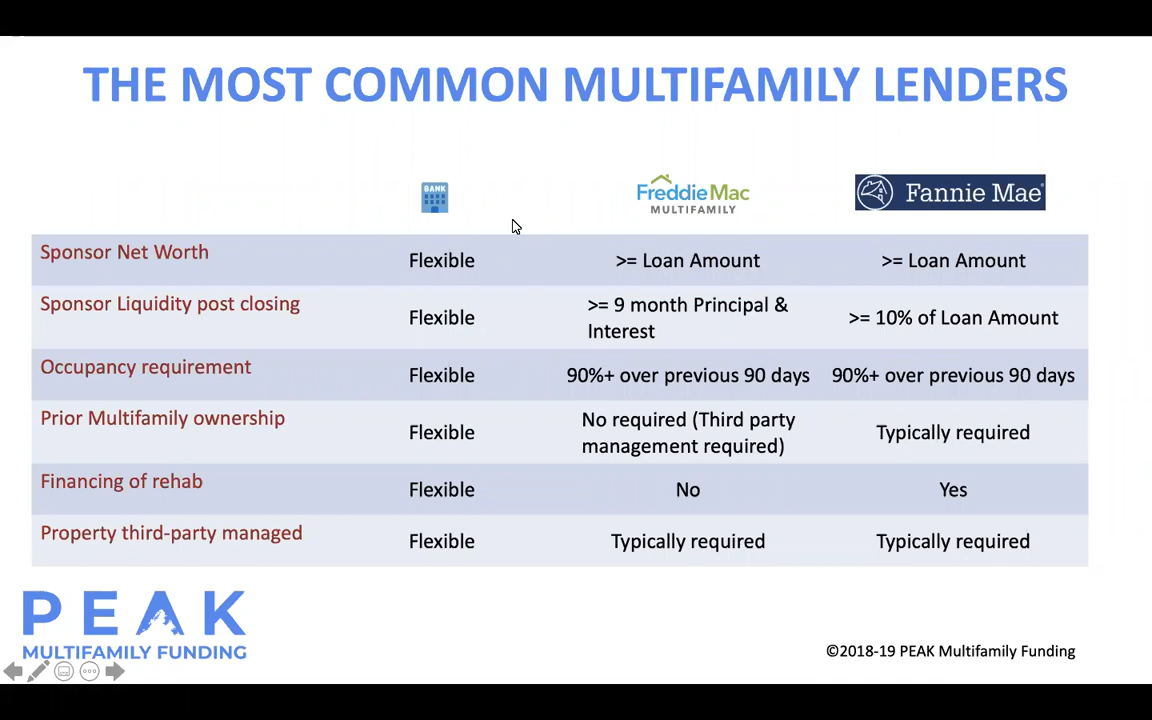 THE MOST COMMON MULTIFAMILY LENDERS
BANK
FreddieMac
MULTIFAMILY
Fannie Mae®
Sponsor Net Worth
Flexible
>= Loan Amount
>= Loan Amount
Sponsor Liquidity post closing
Flexible
>= 9 month Principal &
Interest
>= 10% of Loan Amount
Occupancy requirement
Flexible
90%+ over previous 90 days
90%+ over previous 90 days
Prior Multifamily ownership
Flexible
No required (Third party
management required)
Typically required
Financing of rehab
Flexible
No
Yes
Property third-party managed
Flexible
Typically required
Typically required
PEAK
MULTIFAMILY FUNDING
©2018-19 PEAK Multifamily Funding